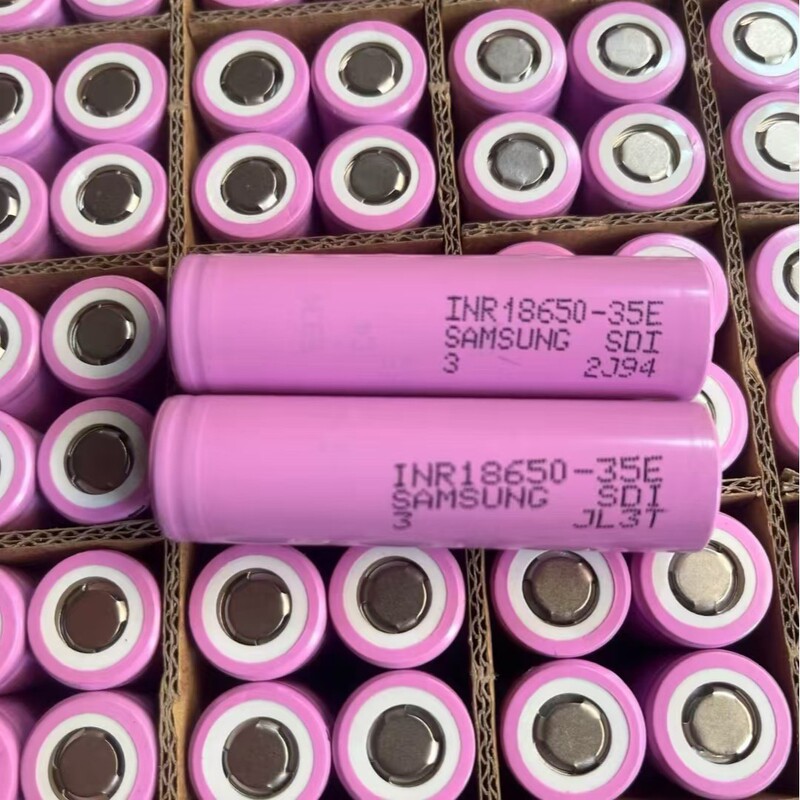 INR18650-35E
SAMSUNG SDI
3 2J94
INR18650-35E
SAMSUNG SDI
3 JL3T